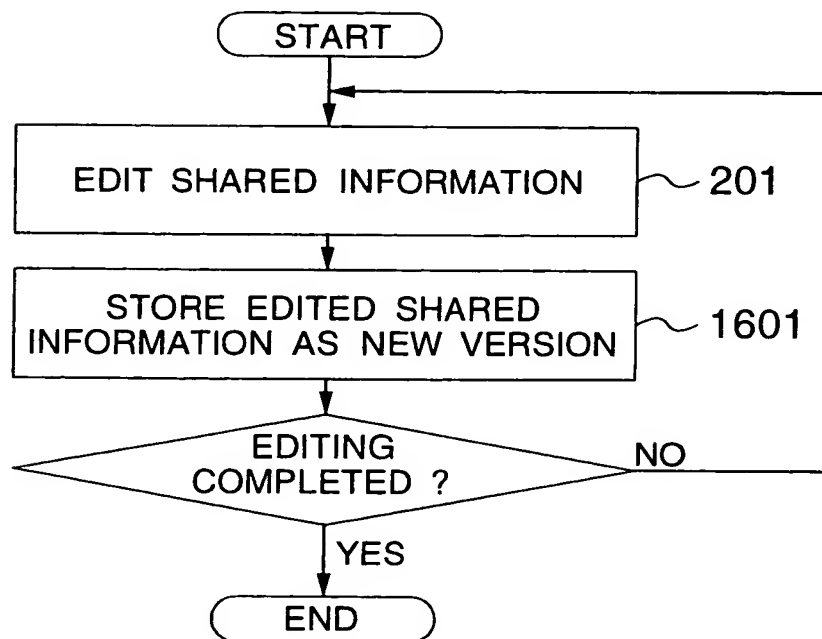 START
EDIT SHARED INFORMATION
201
STORE EDITED SHARED
INFORMATION AS NEW VERSION
1601
EDITING
COMPLETED ?
NO
YES
END